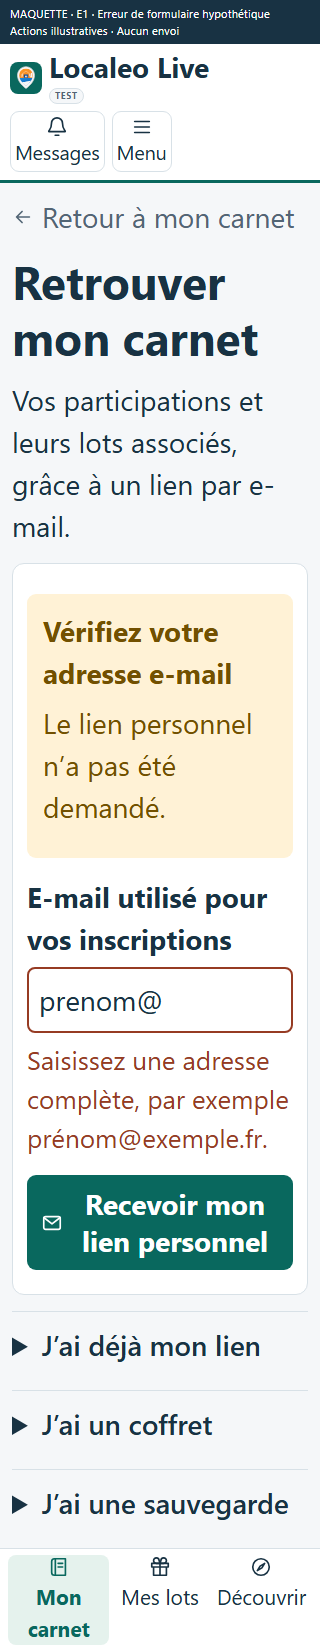 MAQUETTE · E1 · Erreur de formulaire hypothétique
Actions illustratives · Aucun envoi
Localeo Live
TEST
Messages
Menu
← Retour à mon carnet
Retrouver
mon carnet
Vos participations et
leurs lots associés,
grâce à un lien par e-
mail.
Vérifiez votre
adresse e-mail
Le lien personnel
n’a pas été
demandé.
E-mail utilisé pour
vos inscriptions
prenom@
Saisissez une adresse
complète, par exemple
prénom@exemple.fr.
Recevoir mon
lien personnel
J’ai déjà mon lien
J’ai un coffret
J’ai une sauvegarde
Mon
carnet
Mes lots
Découvrir